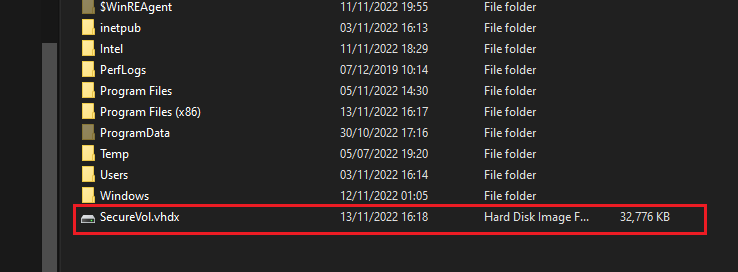 $WinREAgent 11/11/2022 19:55 File folder
inetpub 03/11/2022 16:13 File folder
Intel 11/11/2022 18:29 File folder
PerfLogs 07/12/2019 10:14 File folder
Program Files 05/11/2022 14:30 File folder
Program Files (x86) 13/11/2022 16:17 File folder
ProgramData 30/10/2022 17:16 File folder
Temp 05/07/2022 19:20 File folder
Users 03/11/2022 16:14 File folder
Windows 12/11/2022 01:05 File folder
SecureVol.vhdx 13/11/2022 16:18 Hard Disk Image F... 32,776 KB